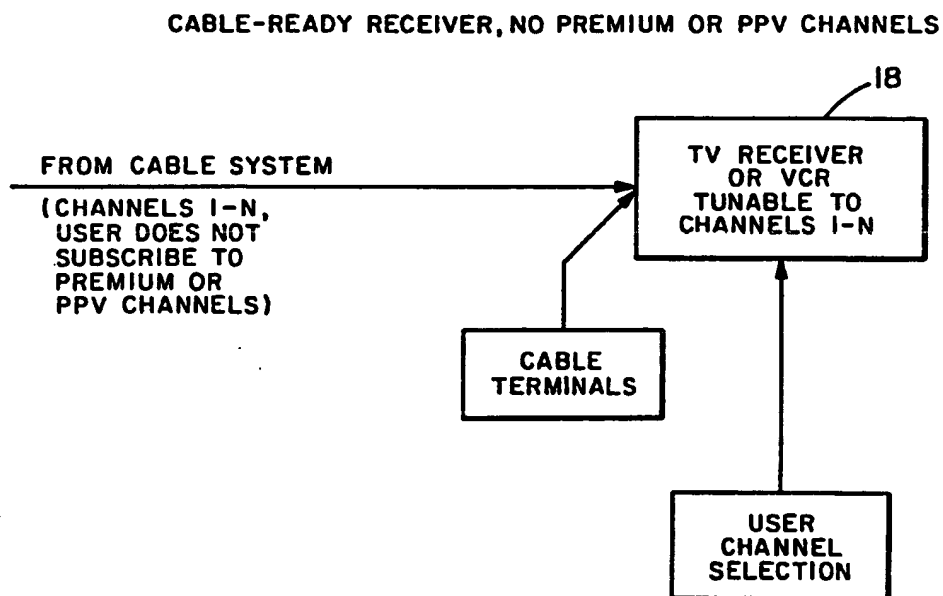 CABLE-READY RECEIVER, NO PREMIUM OR PPV CHANNELS
18
TV RECEIVER
OR VCR
TUNABLE TO
CHANNELS 1-N
FROM CABLE SYSTEM
(CHANNELS 1-N,
USER DOES NOT
SUBSCRIBE TO
PREMIUM OR
PPV CHANNELS)
CABLE
TERMINALS
USER
CHANNEL
SELECTION